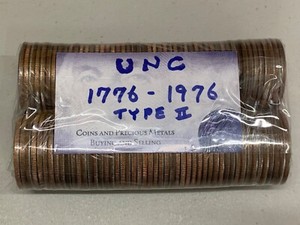 UNC
1776-1976
TYPE II
COINS AND PRECIOUS METALS
BUYING AND SELLING